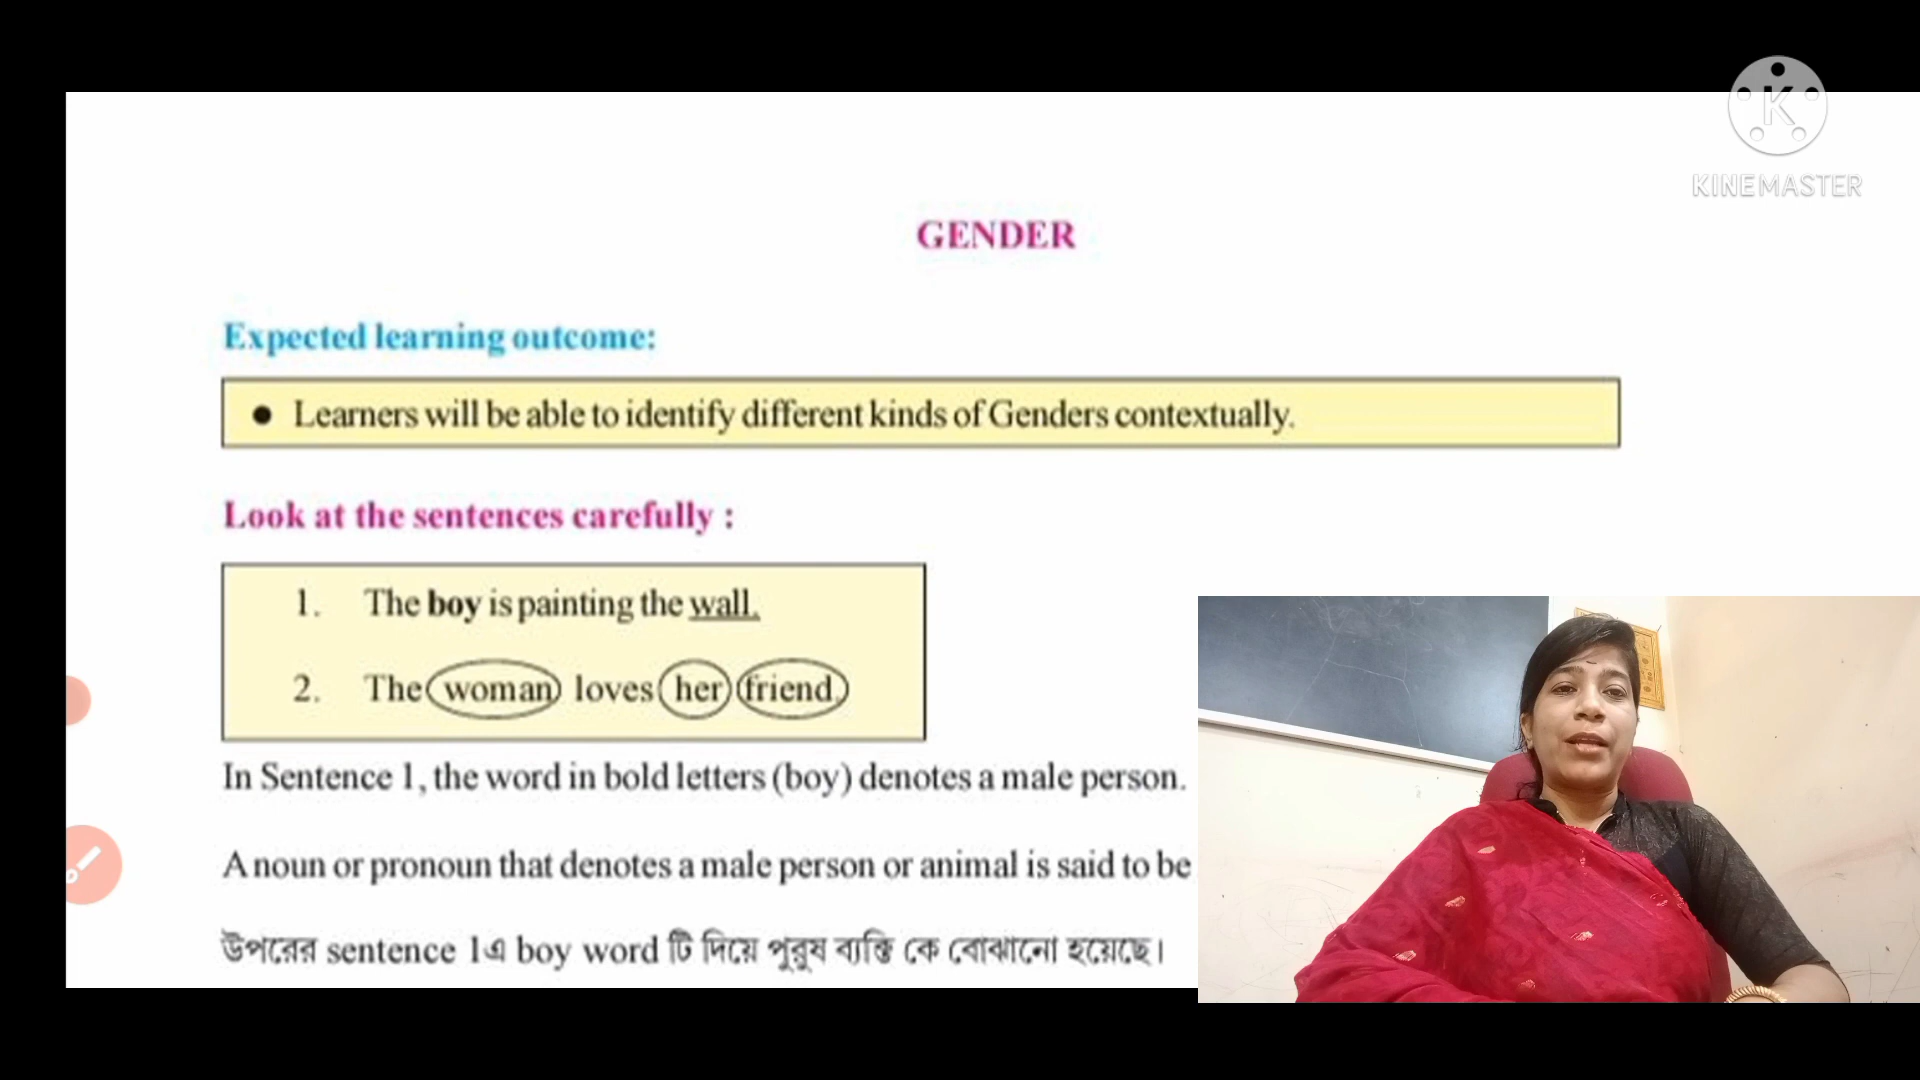 KINEMASTER
GENDER
Expected learning outcome:
● Learners will be able to identify different kinds of Genders contextually.
Look at the sentences carefully :
1. The boy is painting the wall.
2. The woman loves her friend.
In Sentence 1, the word in bold letters (boy) denotes a male person.
A noun or pronoun that denotes a male person or animal is said to be
উপরের sentence 1এ boy word টি দিয়ে পুরুষ ব্যক্তি কে বোঝানো হয়েছে।